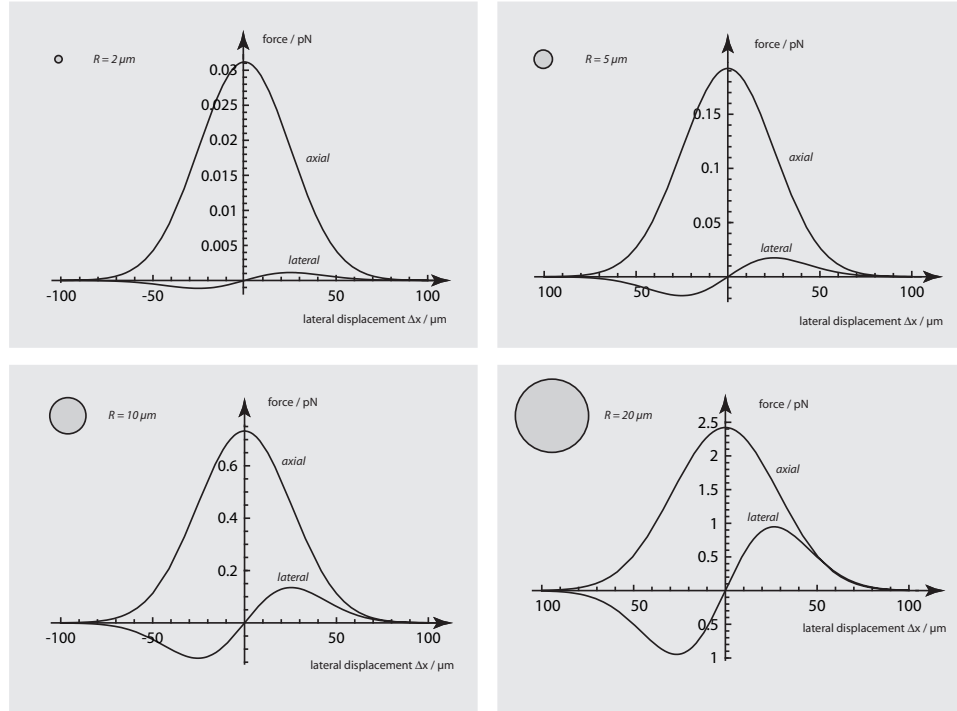 force / pN
R = 2 µm
0.03
0.025
0.02
axial
0.015
0.01
0.005
lateral
-100 -50 50 100
lateral displacement Δx / µm
force / pN
R = 5 µm
0.15
axial
0.1
0.05
lateral
100 50 50 100
lateral displacement Δx / µm
force / pN
R = 10 µm
0.6
axial
0.4
0.2
lateral
-100 -50 50 100
lateral displacement Δx / µm
force / pN
R = 20 µm
2.5
2
axial
1.5
1
lateral
0.5
100 50 50 100
0.5
lateral displacement Δx / µm
1